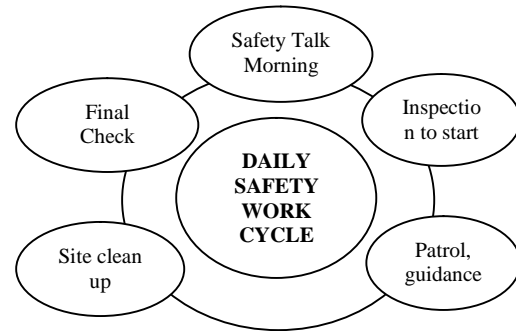 Safety Talk
Morning
Inspectio
n to start
Patrol,
guidance
Site clean
up
Final
Check
DAILY
SAFETY
WORK
CYCLE